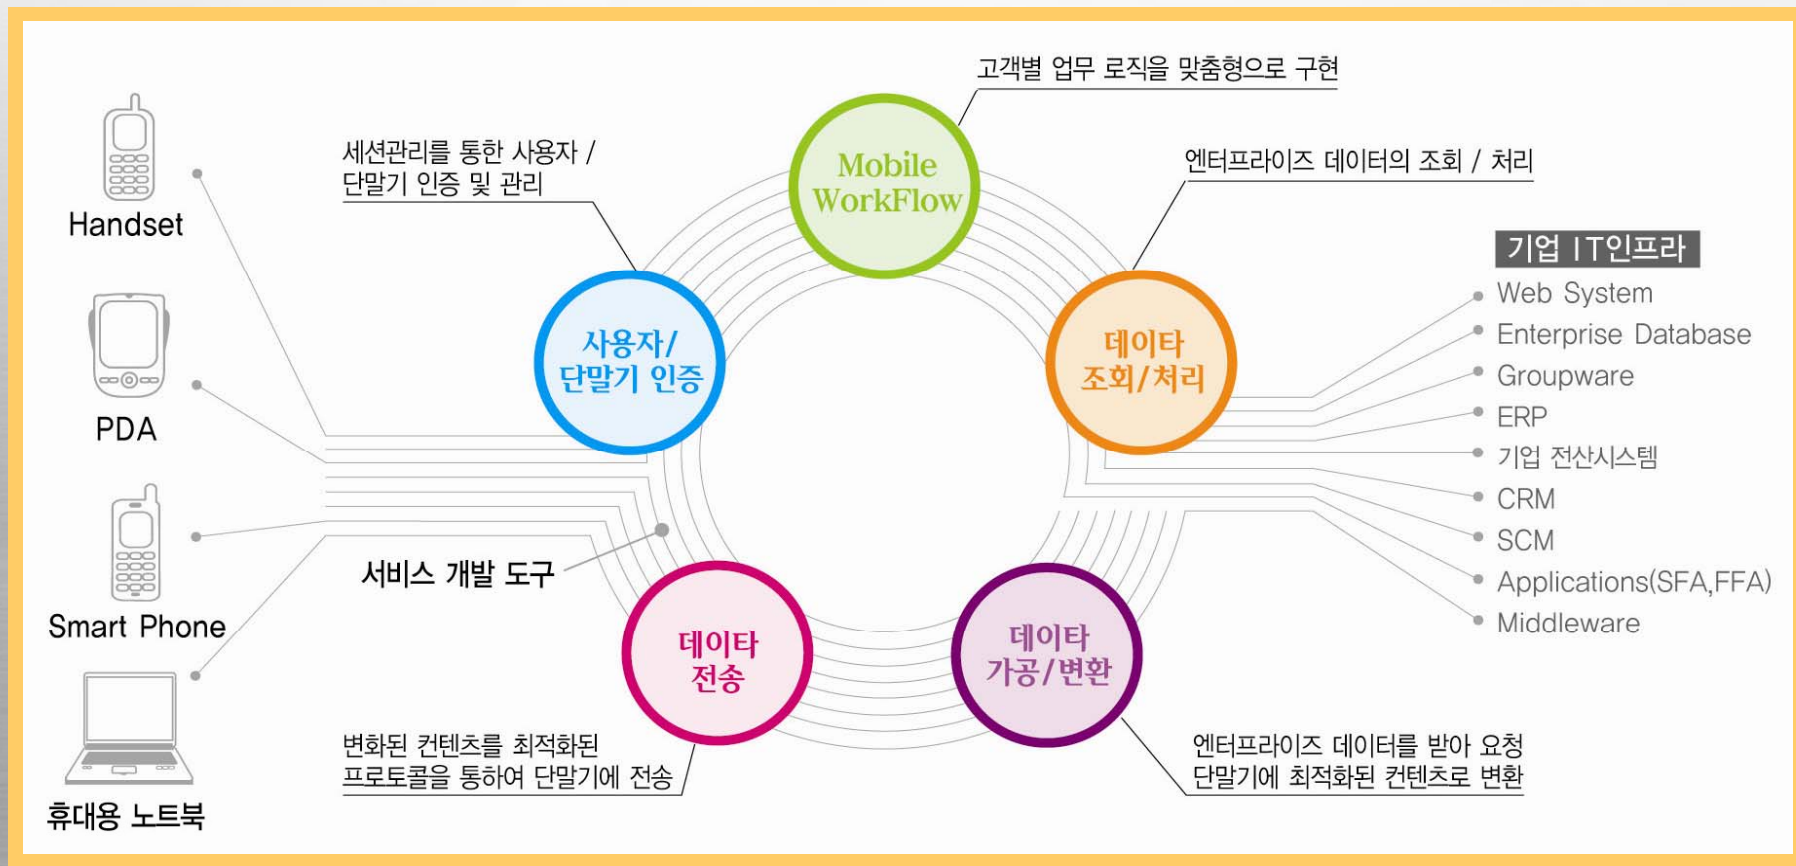 고객별 업무 로직을 맞춤형으로 구현
세션관리를 통한 사용자 /
단말기 인증 및 관리
엔터프라이즈 데이터의 조회 / 처리
Mobile
WorkFlow
Handset
기업 IT인프라
Web System
Enterprise Database
Groupware
ERP
기업 전산시스템
CRM
SCM
Applications(SFA,FFA)
Middleware
사용자/
단말기 인증
데이타
조회/처리
PDA
서비스 개발 도구
Smart Phone
데이타
전송
데이타
가공/변환
변화된 컨텐츠를 최적화된
프로토콜을 통하여 단말기에 전송
엔터프라이즈 데이터를 받아 요청
단말기에 최적화된 컨텐츠로 변환
휴대용 노트북